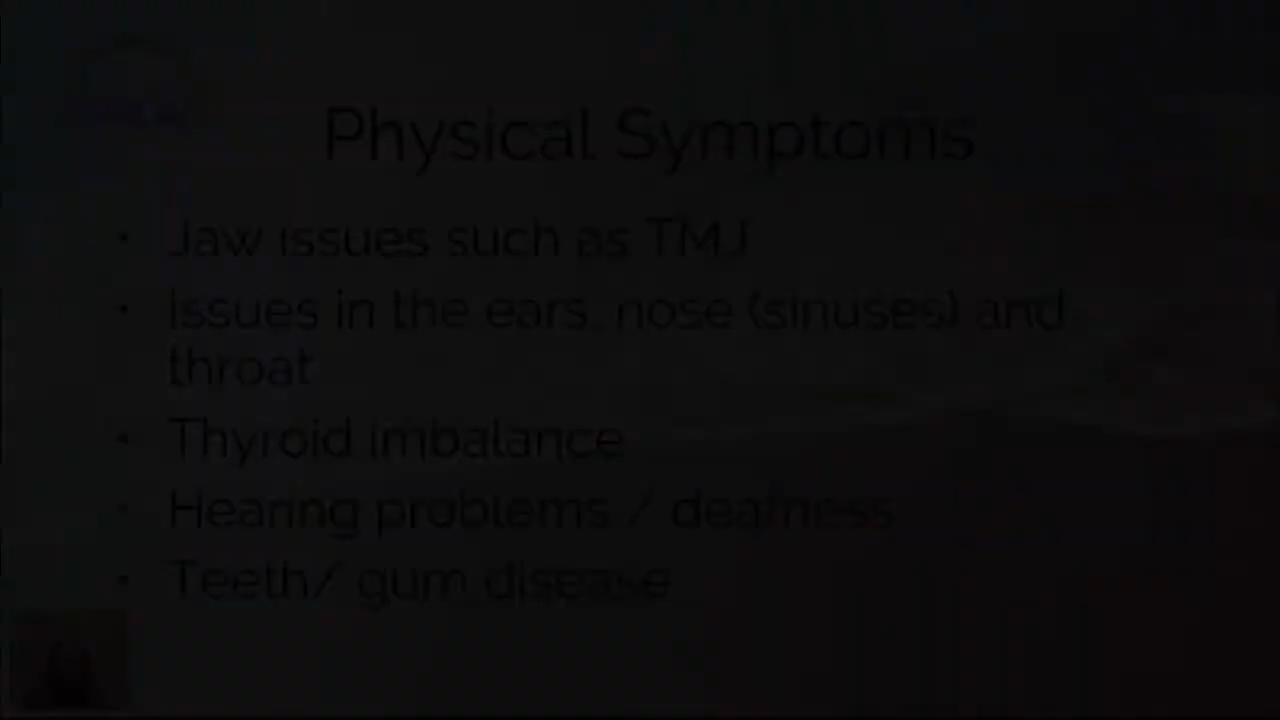 Physical Symptoms
• Jaw issues such as TMJ
• Issues in the ears, nose (sinuses) and
throat
• Thyroid imbalance
• Hearing problems / deafness
• Teeth/ gum disease